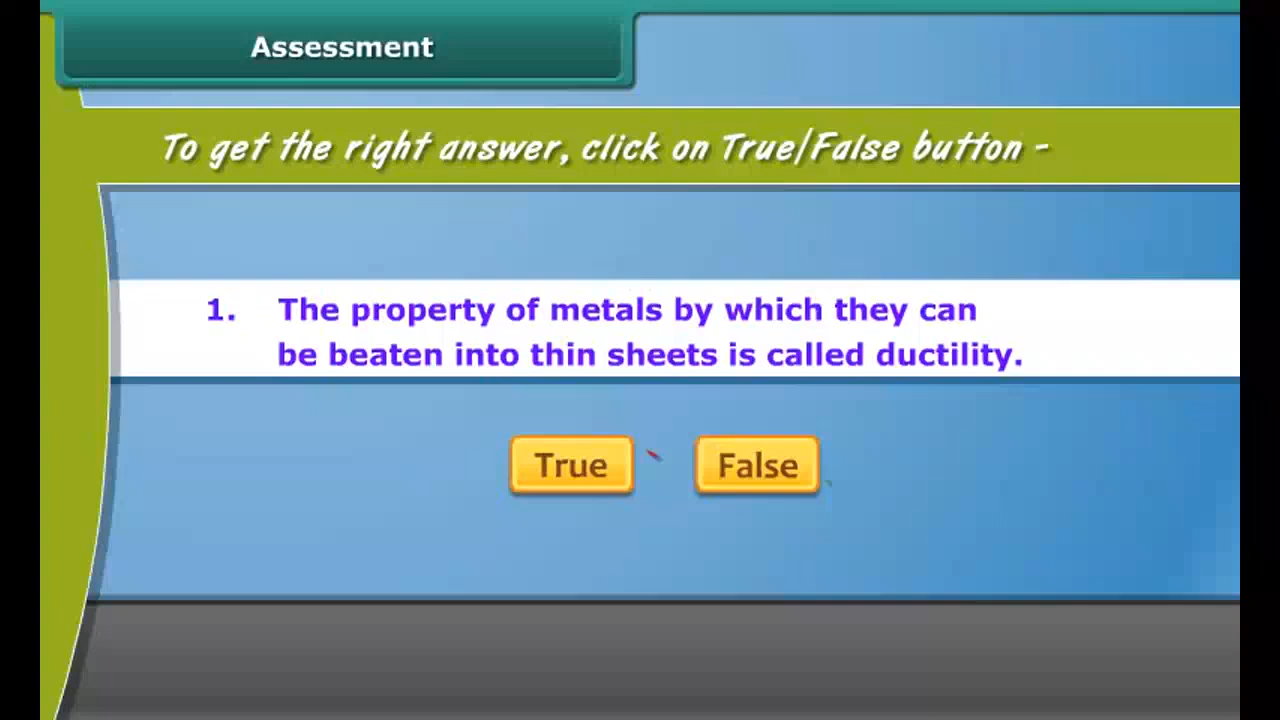 Assessment
To get the right answer, click on True/False button -
1. The property of metals by which they can
be beaten into thin sheets is called ductility.
True False